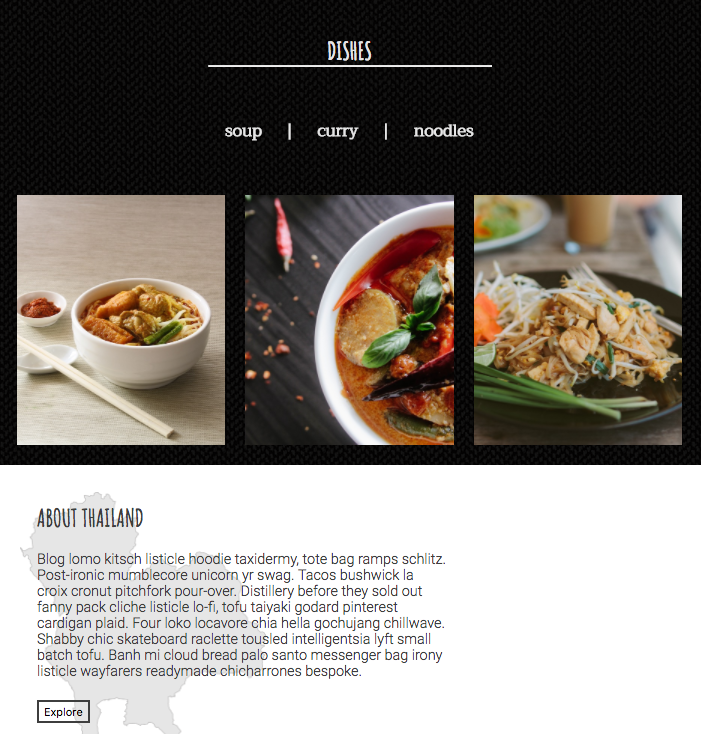 DISHES
soup | curry | noodles
ABOUT THAILAND
Blog lomo kitsch listicle hoodie taxidermy, tote bag ramps schlitz.
Post-ironic mumblecore unicorn yr swag. Tacos bushwick la
croix cronut pitchfork pour-over. Distillery before they sold out
fanny pack cliche listicle lo-fi, tofu taiyaki godard pinterest
cardigan plaid. Four loko locavore chia hella gochujang chillwave.
Shabby chic skateboard raclette tousled intelligentsia lyft small
batch tofu. Banh mi cloud bread palo santo messenger bag irony
listicle wayfarers readymade chicharrones bespoke.
Explore